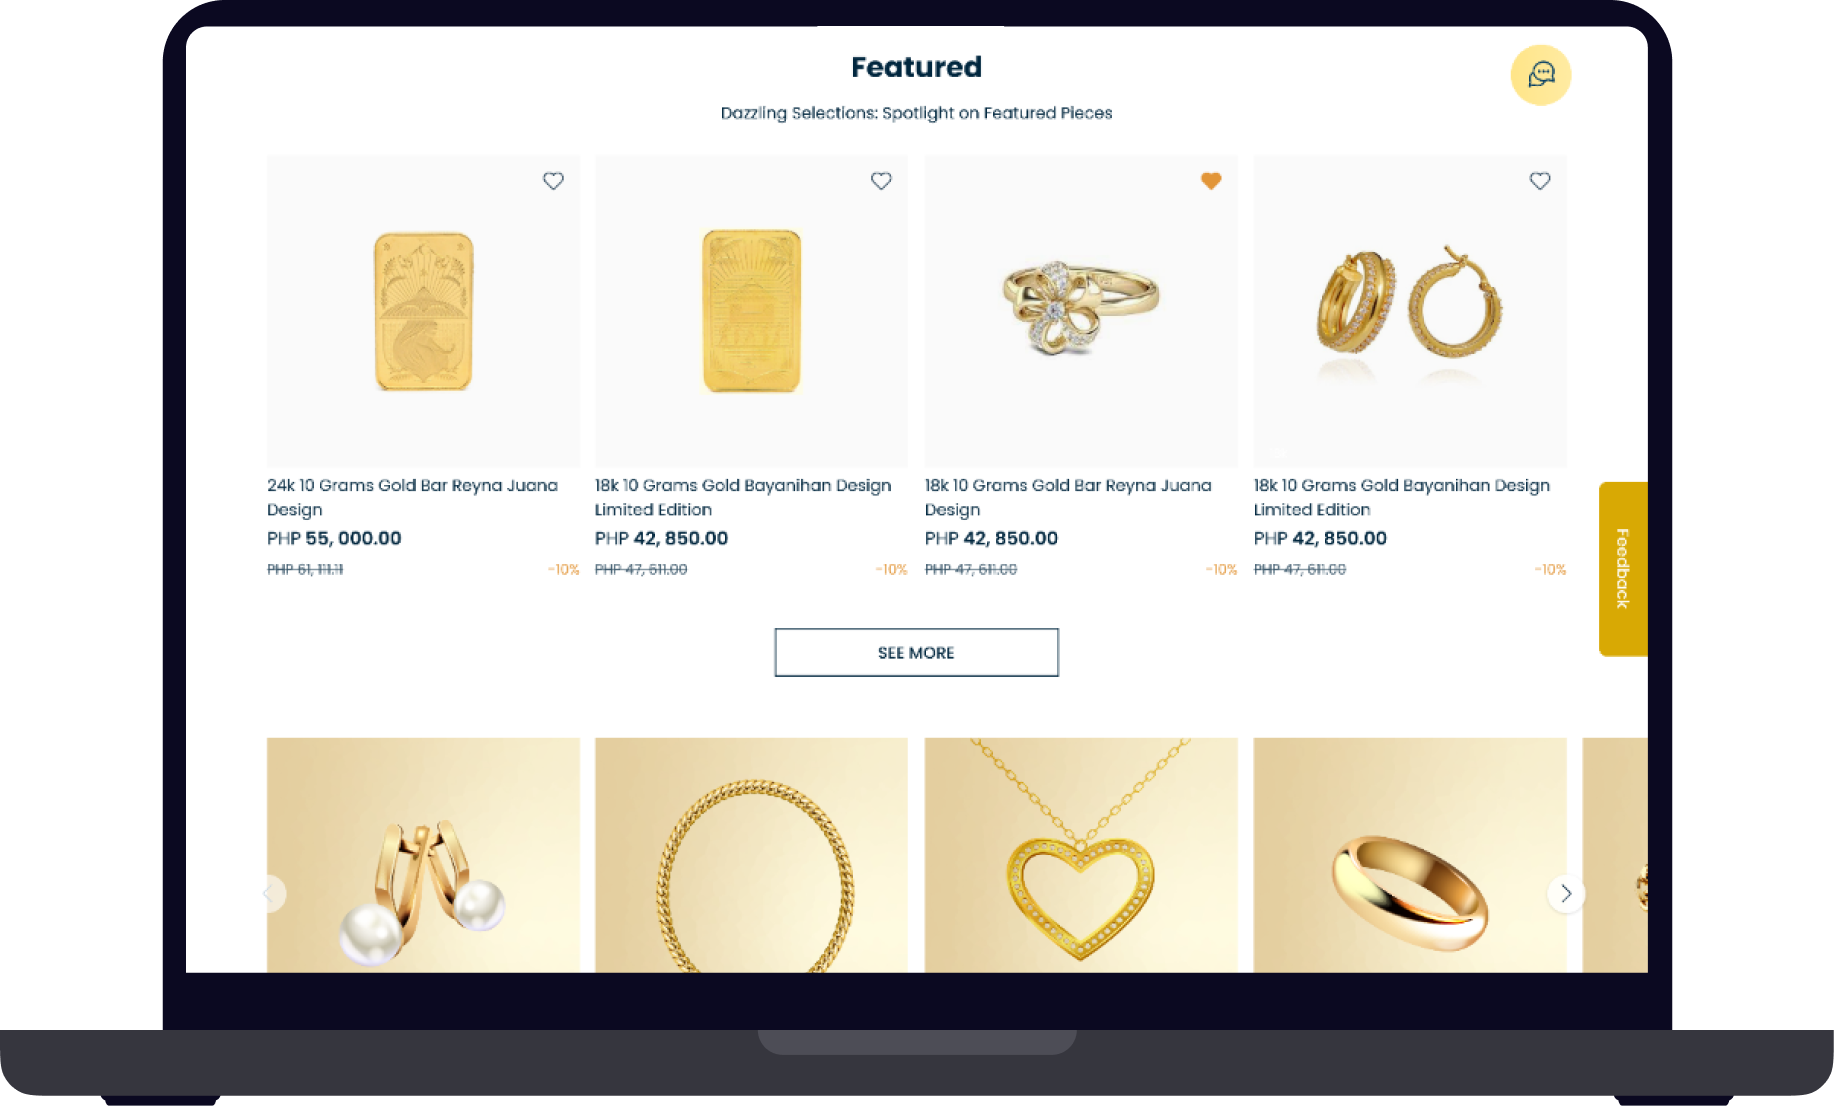 Featured
Dazzling Selections: Spotlight on Featured Pieces
24k 10 Grams Gold Bar Reyna Juana
Design
PHP 55, 000.00
PHP 61, 111.11
-10%
18k 10 Grams Gold Bayanihan Design
Limited Edition
PHP 42, 850.00
PHP 47, 611.00
-10%
18k 10 Grams Gold Bar Reyna Juana
Design
PHP 42, 850.00
PHP 47, 611.00
-10%
18k 10 Grams Gold Bayanihan Design
Limited Edition
PHP 42, 850.00
PHP 47, 611.00
-10%
Feedback
SEE MORE